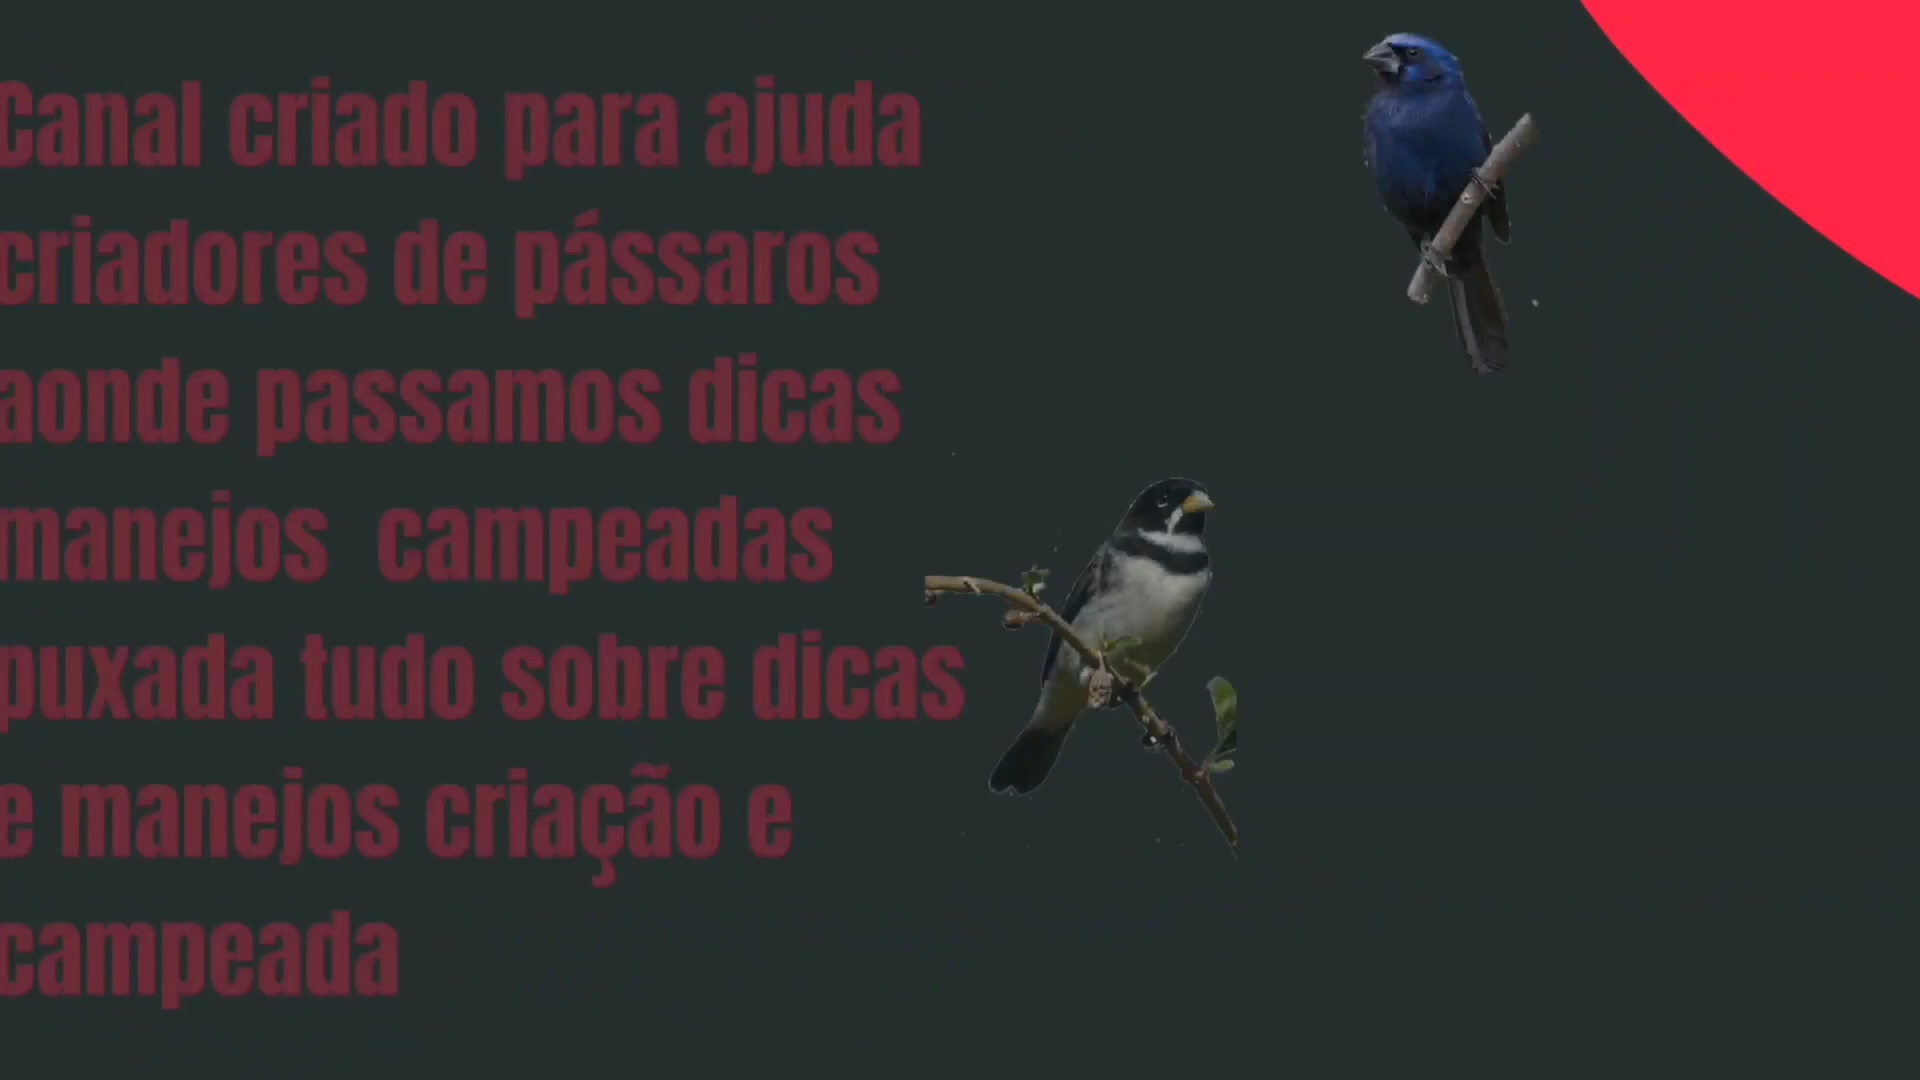 Canal criado para ajuda
criadores de pássaros
aonde passamos dicas
manejos  campeadas
puxada tudo sobre dicas
e manejos criação e
campeada